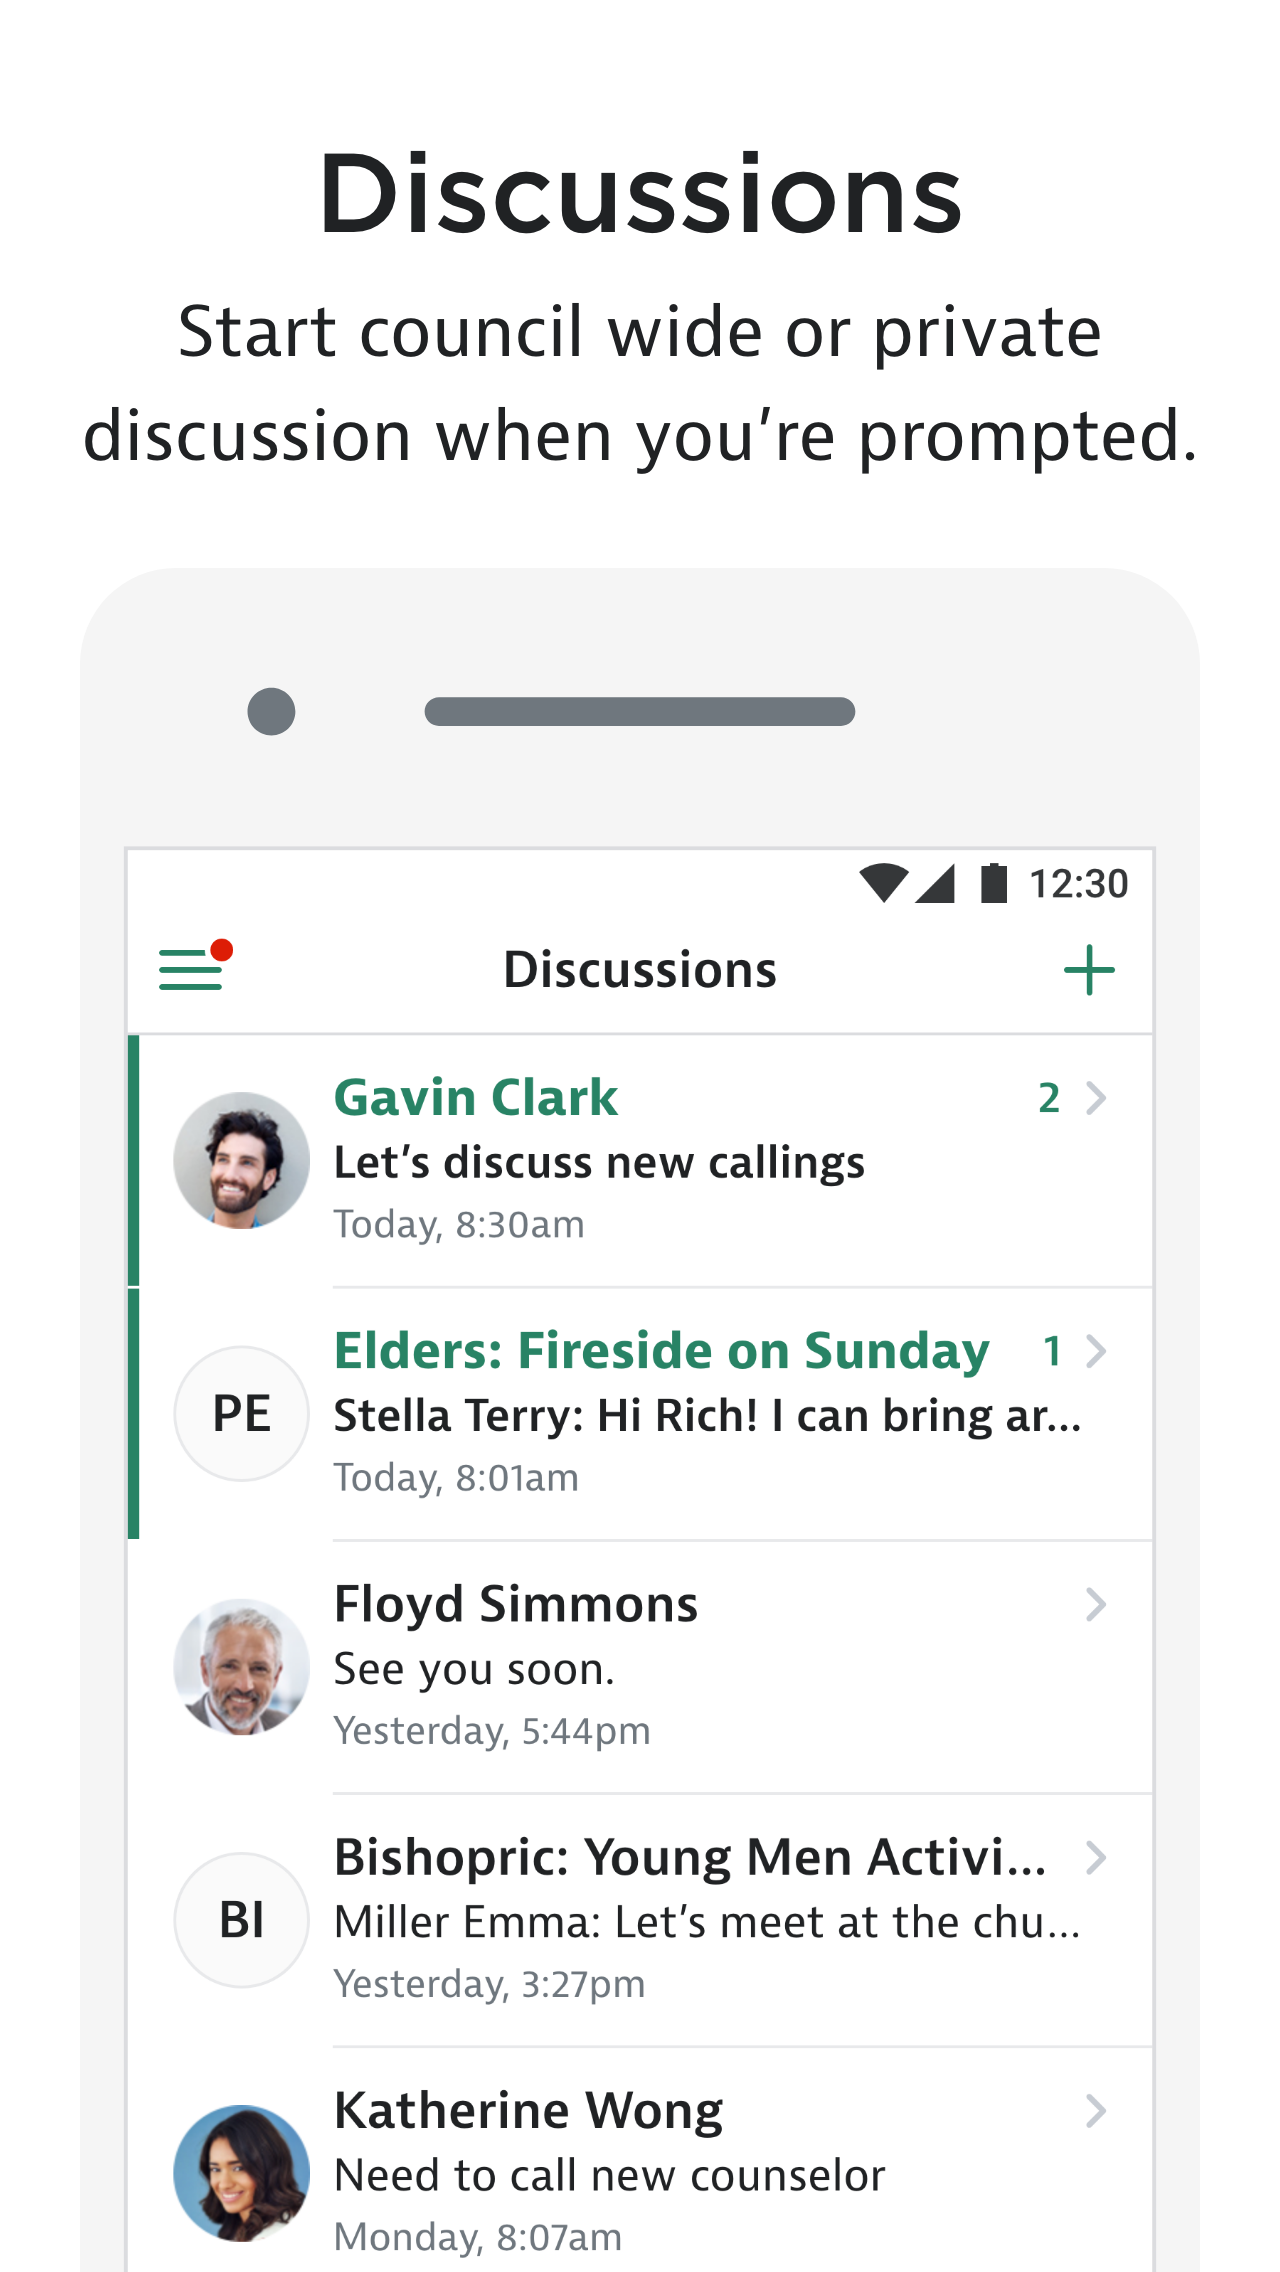 Discussions
Start council wide or private
discussion when you’re prompted.
12:30
Discussions
Gavin Clark 2
Let’s discuss new callings
Today, 8:30am
PE
Elders: Fireside on Sunday 1
Stella Terry: Hi Rich! I can bring ar...
Today, 8:01am
Floyd Simmons
See you soon.
Yesterday, 5:44pm
BI
Bishopric: Young Men Activi...
Miller Emma: Let’s meet at the chu...
Yesterday, 3:27pm
Katherine Wong
Need to call new counselor
Monday, 8:07am